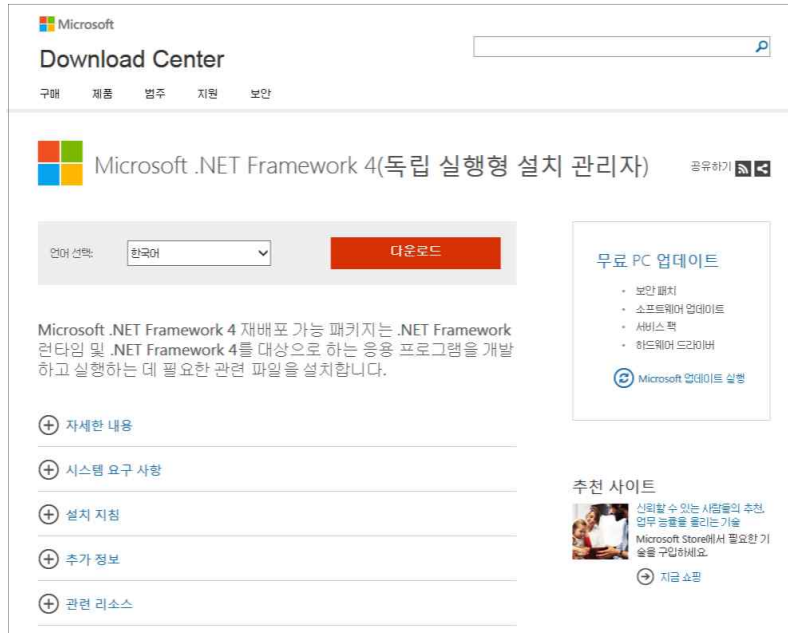 Microsoft
Download Center
구매 제품 범주 지원 보안
Microsoft .NET Framework 4(독립 실행형 설치 관리자)
공유하기
언어 선택:
한국어
다운로드
Microsoft .NET Framework 4 재배포 가능 패키지는 .NET Framework
런타임 및 .NET Framework 4를 대상으로 하는 응용 프로그램을 개발
하고 실행하는 데 필요한 관련 파일을 설치합니다.
자세한 내용
시스템 요구 사항
설치 지침
추가 정보
관련 리소스
무료 PC 업데이트
• 보안 패치
• 소프트웨어 업데이트
• 서비스 팩
• 하드웨어 드라이버
Microsoft 업데이트 실행
추천 사이트
신뢰할 수 있는 사람들의 추천,
업무 능률을 올리는 기술
Microsoft Store에서 필요한 기
술을 구입하세요.
지금 쇼핑